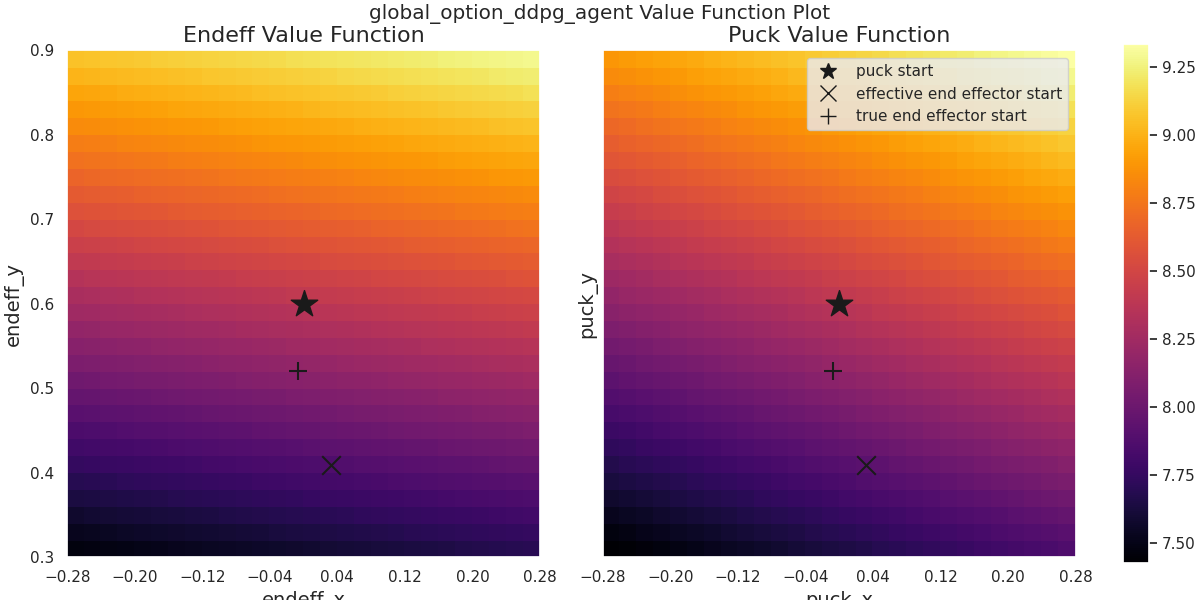 global_option_ddpg_agent Value Function Plot
Endeff Value Function
Puck Value Function
puck start
effective end effector start
true end effector start
0.9
0.8
0.7
0.6
0.5
0.4
0.3
endeff_y
−0.28 −0.20 −0.12 −0.04 0.04 0.12 0.20 0.28
endeff_x
puck_y
−0.28 −0.20 −0.12 −0.04 0.04 0.12 0.20 0.28
puck_x
9.25
9.00
8.75
8.50
8.25
8.00
7.75
7.50